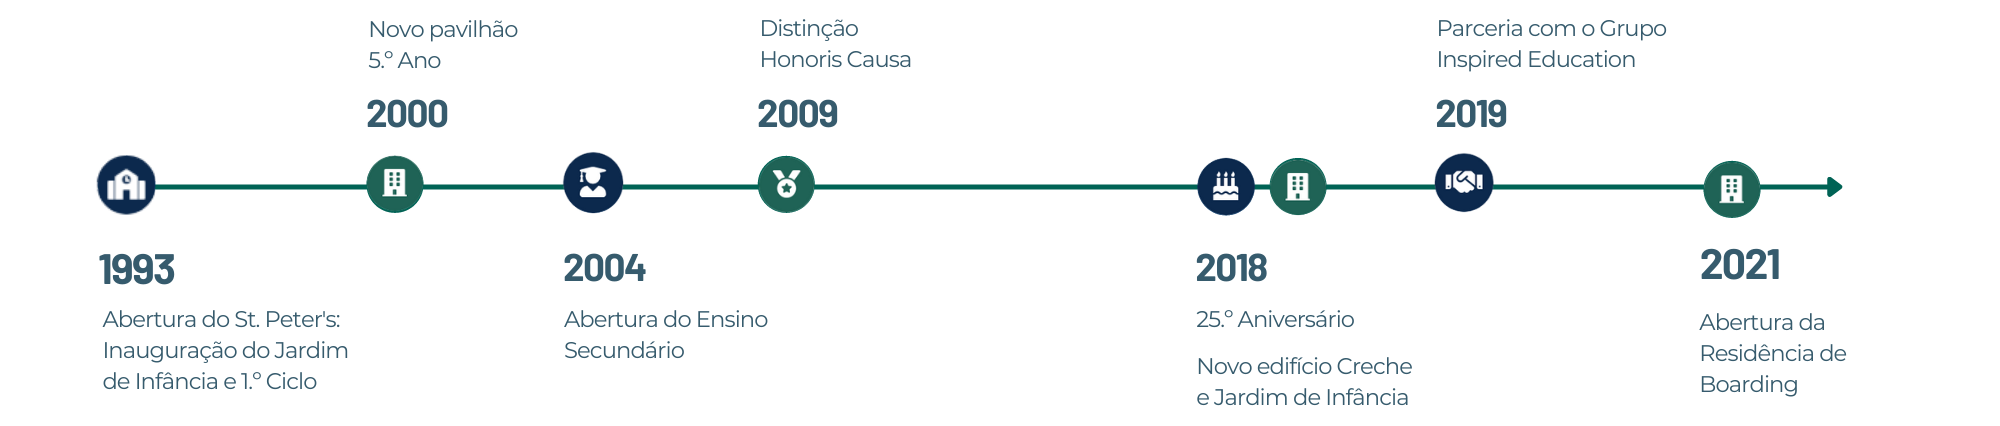 Novo pavilhão
5.º Ano
2000
Distinção
Honoris Causa
2009
Parceria com o Grupo
Inspired Education
2019
1993
Abertura do St. Peter's:
Inauguração do Jardim
de Infância e 1.º Ciclo
2004
Abertura do Ensino
Secundário
2018
25.º Aniversário
Novo edifício Creche
e Jardim de Infância
2021
Abertura da
Residência de
Boarding